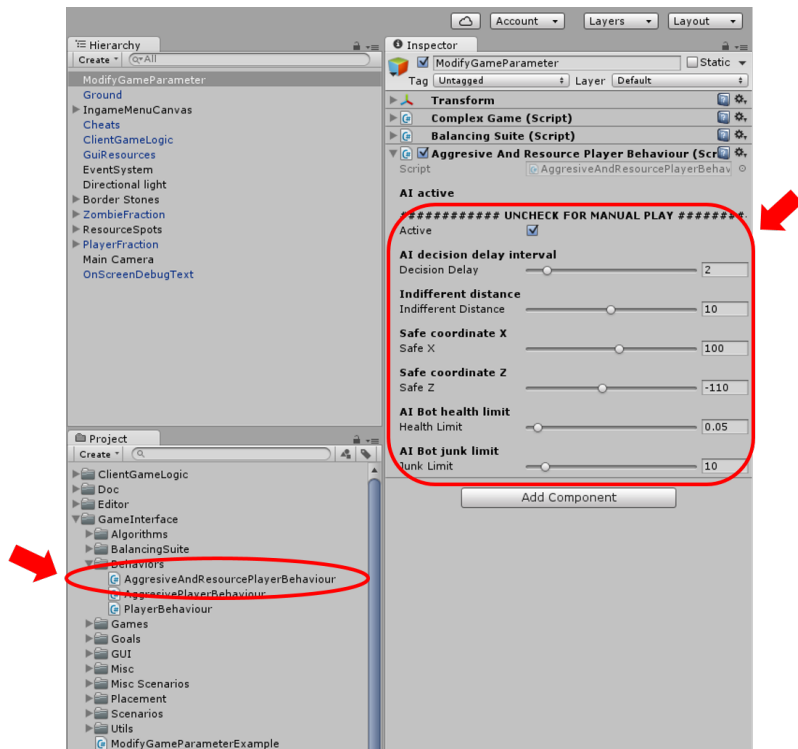 Account
Layers
Layout
Hierarchy
Create
All
ModifyGameParameter
Ground
IngameMenuCanvas
Cheats
ClientGameLogic
GuiResources
EventSystem
Directional light
Border Stones
ZombieFraction
ResourceSpots
PlayerFraction
Main Camera
OnScreenDebugText
Project
Create
ClientGameLogic
Doc
Editor
GameInterface
Algorithms
BalancingSuite
Behaviors
AggresiveAndResourcePlayerBehaviour
AggresivePlayerBehaviour
PlayerBehaviour
Games
Goals
GUI
Misc
Misc Scenarios
Placement
Scenarios
Utils
ModifyGameParameterExample
Inspector
ModifyGameParameter Static
Tag Untagged Layer Default
Transform
Complex Game (Script)
Balancing Suite (Script)
Aggresive And Resource Player Behaviour (Scr
Script AggresiveAndResourcePlayerBehav
AI active
########### UNCHECK FOR MANUAL PLAY ########
Active
AI decision delay interval
Decision Delay 2
Indifferent distance
Indifferent Distance 10
Safe coordinate X
Safe X 100
Safe coordinate Z
Safe Z -110
AI Bot health limit
Health Limit 0.05
AI Bot junk limit
Junk Limit 10
Add Component